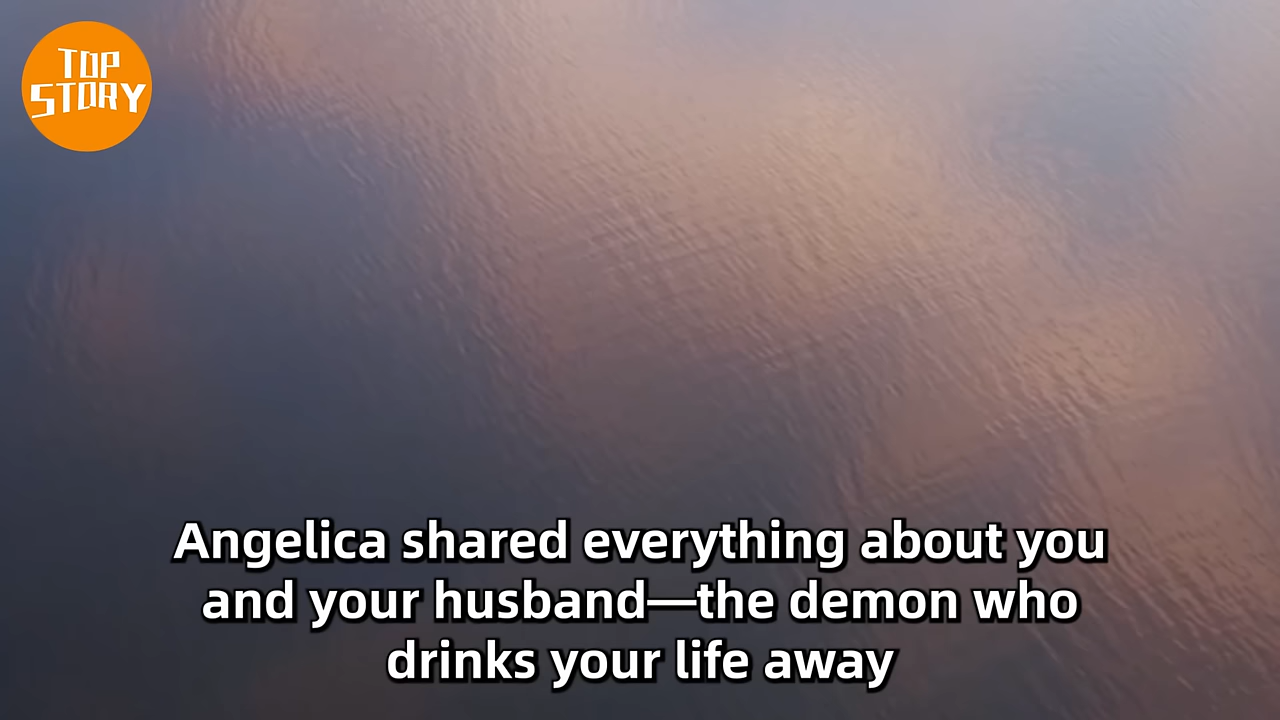 TOP
STORY
Angelica shared everything about you
and your husband—the demon who
drinks your life away